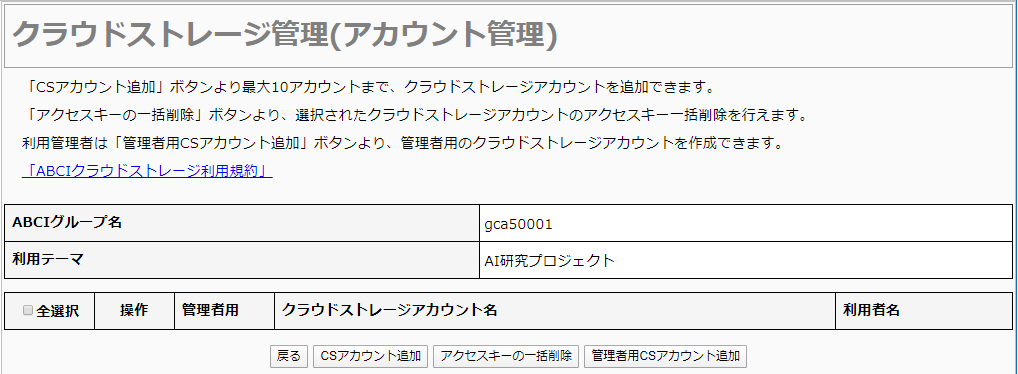 クラウドストレージ管理(アカウント管理)
「CSアカウント追加」ボタンより最大10アカウントまで、クラウドストレージアカウントを追加できます。
「アクセスキーの一括削除」ボタンより、選択されたクラウドストレージアカウントのアクセスキー一括削除を行えます。
利用管理者は「管理者用CSアカウント追加」ボタンより、管理者用のクラウドストレージアカウントを作成できます。
「ABCIクラウドストレージ利用規約」
ABCIグループ名 gca50001
利用テーマ AI研究プロジェクト
全選択 操作 管理者用 クラウドストレージアカウント名 利用者名
戻る CSアカウント追加 アクセスキーの一括削除 管理者用CSアカウント追加